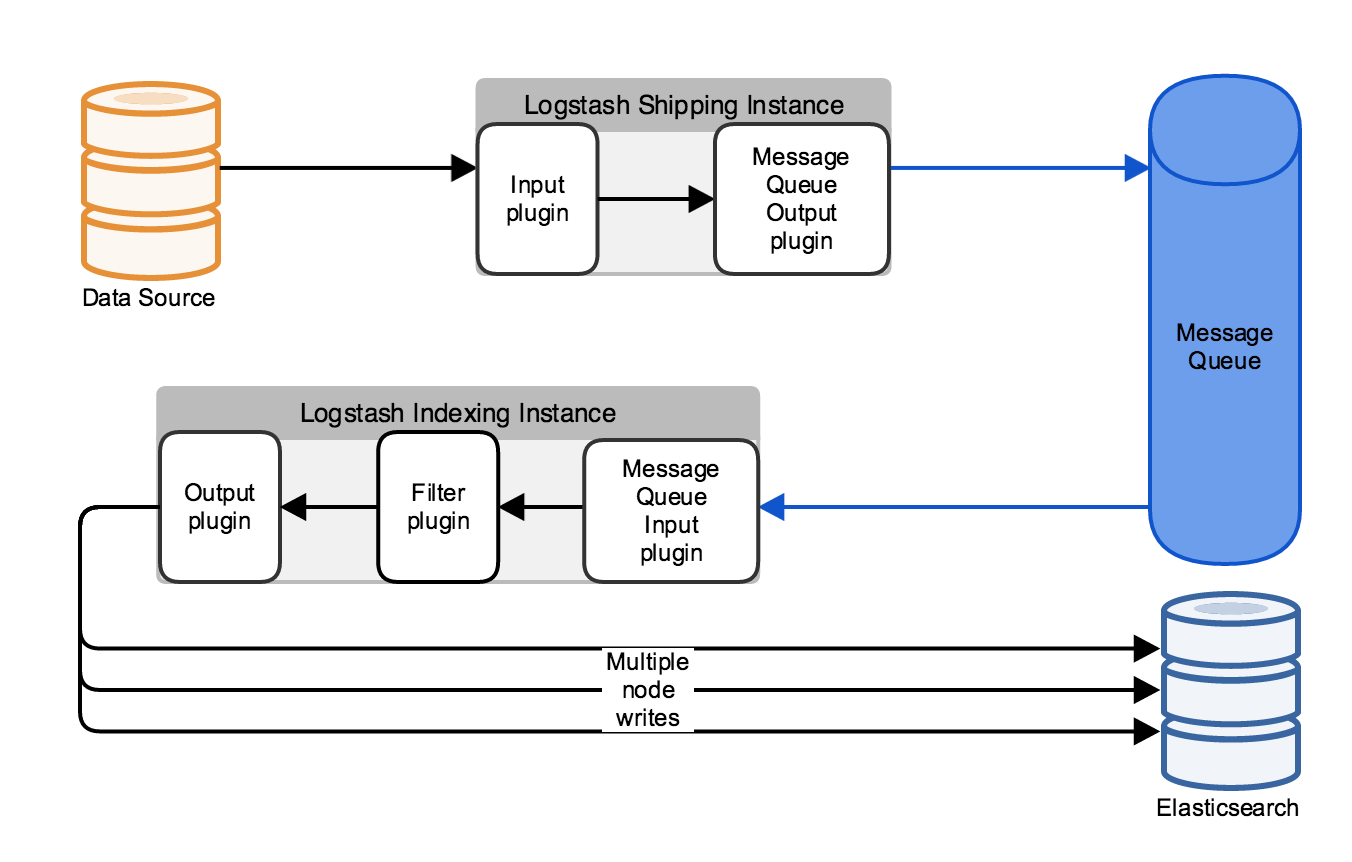 Logstash Shipping Instance
Input
plugin
Message
Queue
Output
plugin
Data Source
Message
Queue
Logstash Indexing Instance
Output
plugin
Filter
plugin
Message
Queue
Input
plugin
Multiple
node
writes
Elasticsearch